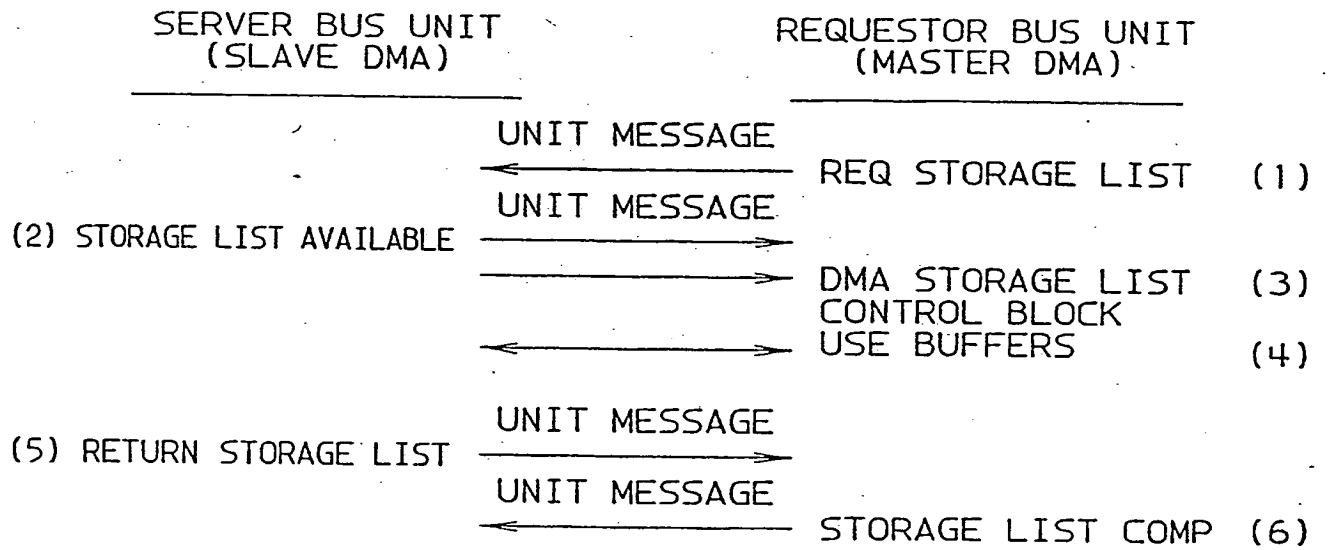 SERVER BUS UNIT
(SLAVE DMA)
REQUESTOR BUS UNIT
(MASTER DMA)
UNIT MESSAGE
REQ STORAGE LIST (1)
UNIT MESSAGE
(2) STORAGE LIST AVAILABLE
DMA STORAGE LIST (3)
CONTROL BLOCK
USE BUFFERS (4)
UNIT MESSAGE
(5) RETURN STORAGE LIST
UNIT MESSAGE
STORAGE LIST COMP (6)